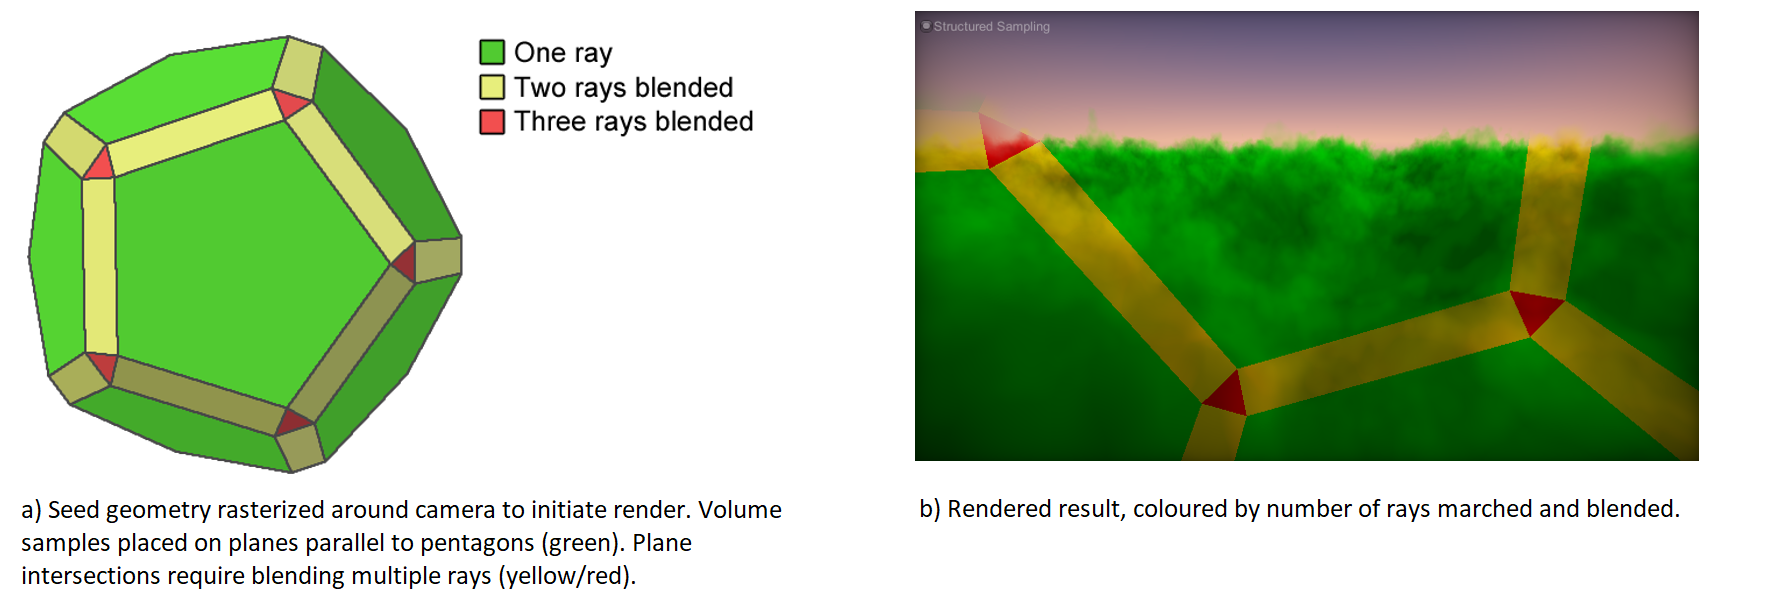 One ray
Two rays blended
Three rays blended
Structured Sampling
a) Seed geometry rasterized around camera to initiate render. Volume
samples placed on planes parallel to pentagons (green). Plane
intersections require blending multiple rays (yellow/red).
b) Rendered result, coloured by number of rays marched and blended.